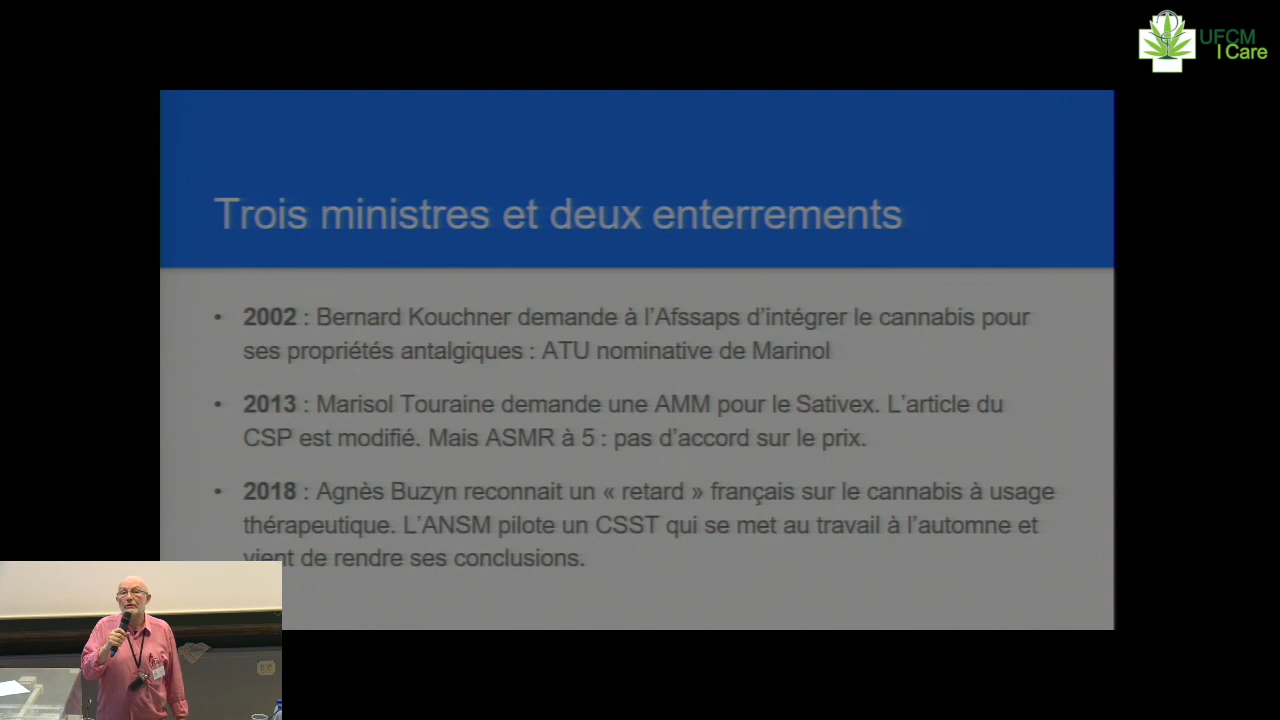 UFCM
I Care
Trois ministres et deux enterrements
• 2002 : Bernard Kouchner demande à l’Afssaps d’intégrer le cannabis pour
ses propriétés antalgiques : ATU nominative de Marinol
• 2013 : Marisol Touraine demande une AMM pour le Sativex. L’article du
CSP est modifié. Mais ASMR à 5 : pas d’accord sur le prix.
• 2018 : Agnès Buzyn reconnait un « retard » français sur le cannabis à usage
thérapeutique. L’ANSM pilote un CSST qui se met au travail à l’automne et
vient de rendre ses conclusions.